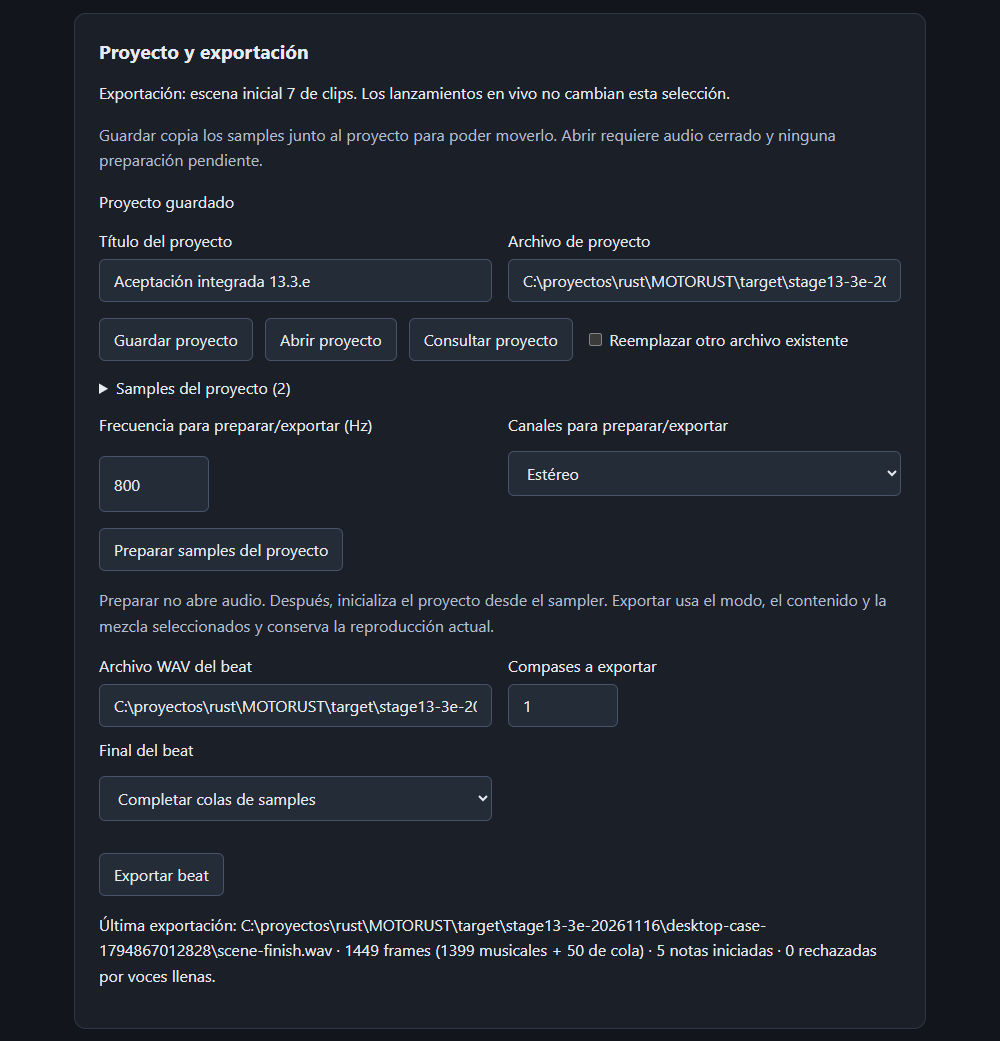 Proyecto y exportación
Exportación: escena inicial 7 de clips. Los lanzamientos en vivo no cambian esta selección.
Guardar copia los samples junto al proyecto para poder moverlo. Abrir requiere audio cerrado y ninguna
preparación pendiente.
Proyecto guardado
Título del proyecto
Archivo de proyecto
Aceptación integrada 13.3.e
C:\proyectos\rust\MOTORUST\target\stage13-3e-20
Guardar proyecto
Abrir proyecto
Consultar proyecto
Reemplazar otro archivo existente
Samples del proyecto (2)
Frecuencia para preparar/exportar (Hz)
Canales para preparar/exportar
800
Estéreo
Preparar samples del proyecto
Preparar no abre audio. Después, inicializa el proyecto desde el sampler. Exportar usa el modo, el contenido y la
mezcla seleccionados y conserva la reproducción actual.
Archivo WAV del beat
Compases a exportar
C:\proyectos\rust\MOTORUST\target\stage13-3e-20
1
Final del beat
Completar colas de samples
Exportar beat
Última exportación: C:\proyectos\rust\MOTORUST\target\stage13-3e-20261116\desktop-case-
1794867012828\scene-finish.wav · 1449 frames (1399 musicales + 50 de cola) · 5 notas iniciadas · 0 rechazadas
por voces llenas.